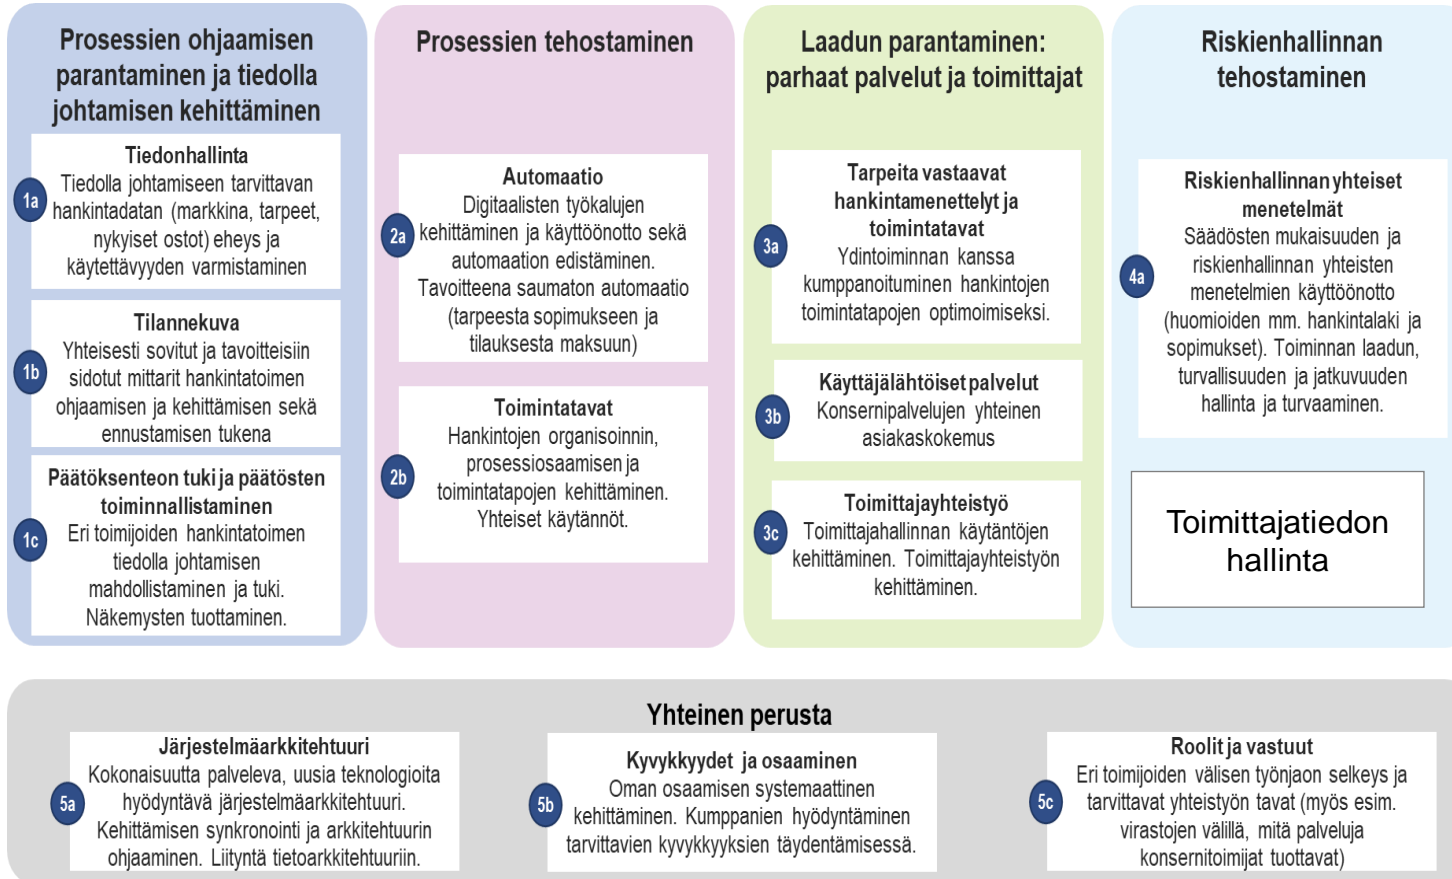 Prosessien ohjaamisen
parantaminen ja tiedolla
johtamisen kehittäminen
Tiedonhallinta
1a
Tiedolla johtamiseen tarvittavan
hankintadatan (markkina, tarpeet,
nykyiset ostot) eheys ja
käytettävyyden varmistaminen
Tilannekuva
1b
Yhteisesti sovitut ja tavoitteisiin
sidotut mittarit hankintatoimen
ohjaamisen ja kehittämisen sekä
ennustamisen tukena
Päätöksenteon tuki ja päätösten
toiminnallistaminen
1c
Eri toimijoiden hankintatoimen
tiedolla johtamisen
mahdollistaminen ja tuki.
Näkemysten tuottaminen.
Prosessien tehostaminen
Automaatio
2a
Digitaalisten työkalujen
kehittäminen ja käyttöönotto sekä
automaation edistäminen.
Tavoitteena saumaton automaatio
(tarpeesta sopimukseen ja
tilauksesta maksuun)
Toimintatavat
2b
Hankintojen organisoinnin,
prosessiosaamisen ja
toimintatapojen kehittäminen.
Yhteiset käytännöt.
Laadun parantaminen:
parhaat palvelut ja toimittajat
Tarpeita vastaavat
hankintamenettelyt ja
toimintatavat
3a
Ydintoiminnan kanssa
kumppanoituminen hankintojen
toimintatapojen optimoimiseksi.
Käyttäjälähtöiset palvelut
3b
Konsernipalvelujen yhteinen
asiakaskokemus
Toimittajayhteistyö
3c
Toimittajahallinnan käytäntöjen
kehittäminen. Toimittajayhteistyön
kehittäminen.
Riskienhallinnan
tehostaminen
Riskienhallinnan yhteiset
menetelmät
4a
Säädösten mukaisuuden ja
riskienhallinnan yhteisten
menetelmien käyttöönotto
(huomioiden mm. hankintalaki ja
sopimukset). Toiminnan laadun,
turvallisuuden ja jatkuvuuden
hallinta ja turvaaminen.
Toimittajatiedon
hallinta
Yhteinen perusta
Järjestelmäarkkitehtuuri
5a
Kokonaisuutta palveleva, uusia teknologioita
hyödyntävä järjestelmäarkkitehtuuri.
Kehittämisen synkronointi ja arkkitehtuurin
ohjaaminen. Liityntä tietoarkkitehtuuriin.
Kyvykkyydet ja osaaminen
5b
Oman osaamisen systemaattinen
kehittäminen. Kumppanien hyödyntäminen
tarvittavien kyvykkyyksien täydentämisessä.
Roolit ja vastuut
5c
Eri toimijoiden välisen työnjaon selkeys ja
tarvittavat yhteistyön tavat (myös esim.
virastojen välillä, mitä palveluja
konsernitoimijat tuottavat)